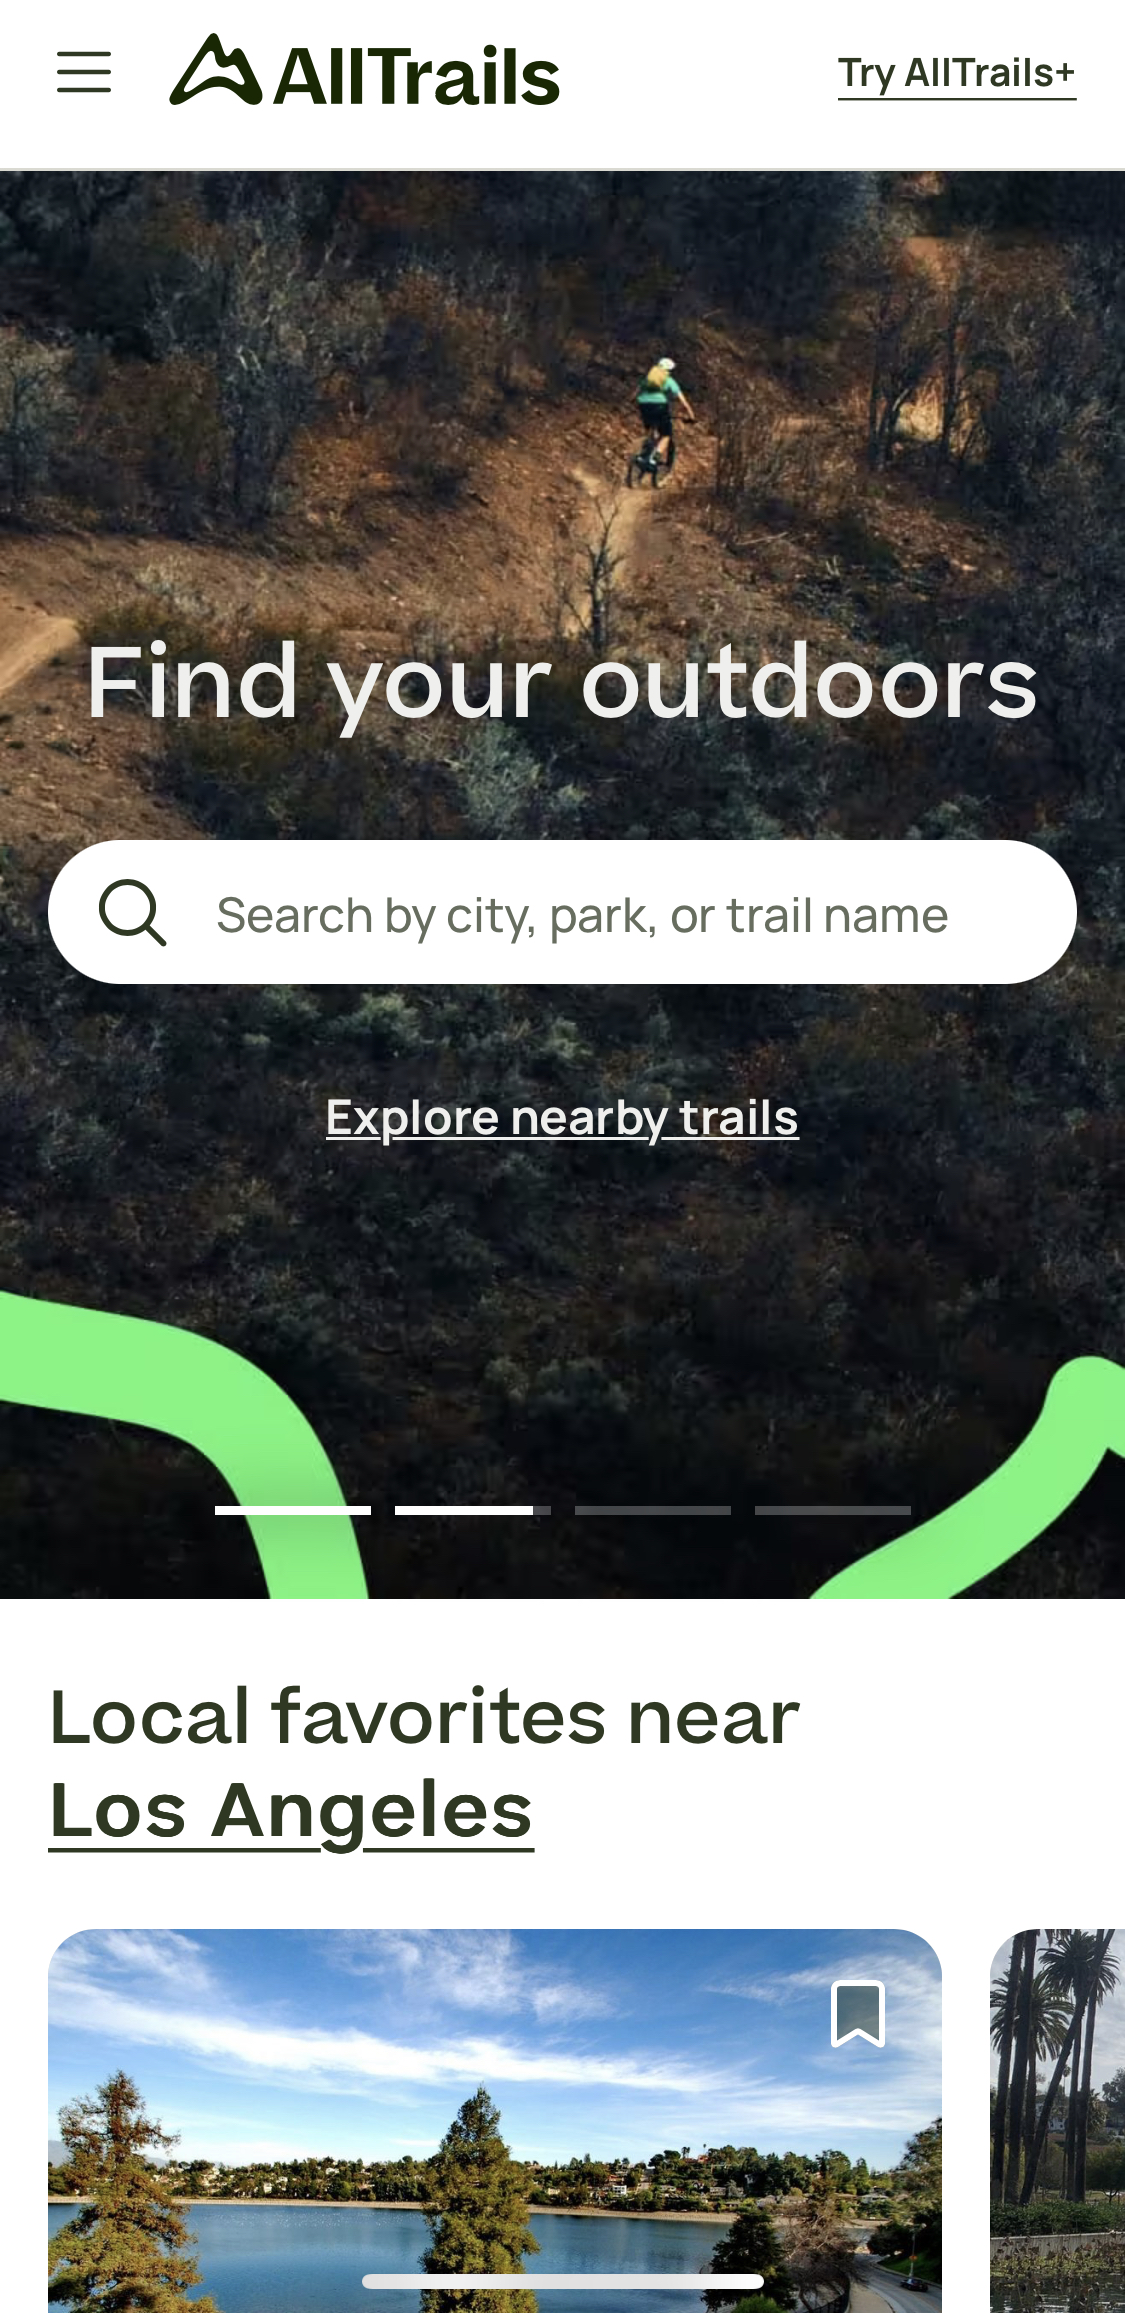 AllTrails
Try AllTrails+
Find your outdoors
Search by city, park, or trail name
Explore nearby trails
Local favorites near
Los Angeles